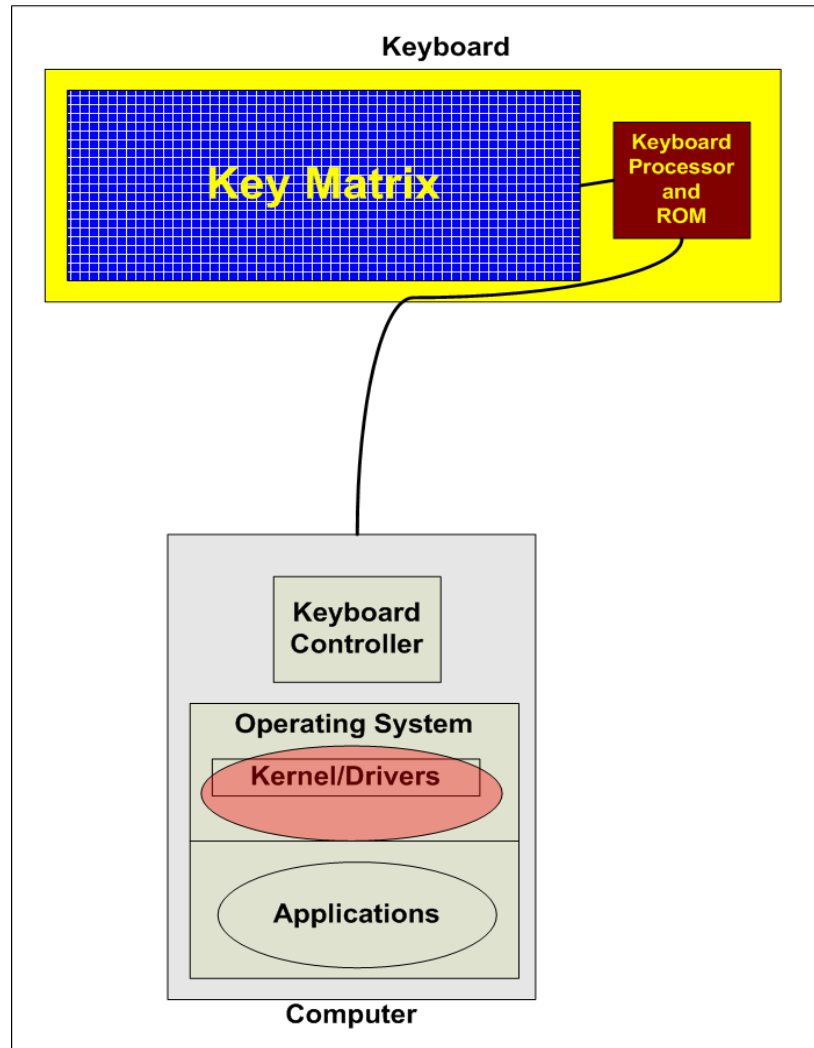 Keyboard
Key Matrix
Keyboard
Processor
and
ROM
Keyboard
Controller
Operating System
Kernel/Drivers
Applications
Computer